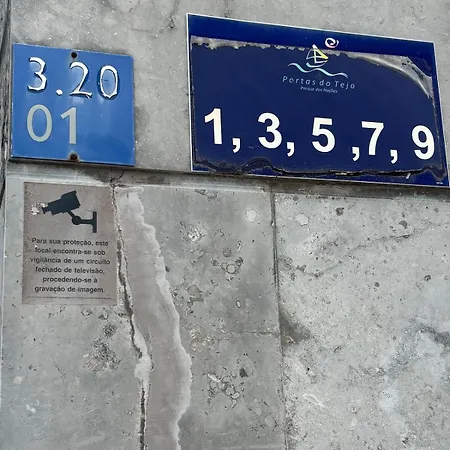 3.20
01
Portas do Tejo
Parque das Nações
1, 3, 5 ,7, 9
Para sua proteção, este
local encontra-se sob
vigilância de um circuito
fechado de televisão,
procedendo-se à
gravação de imagem.